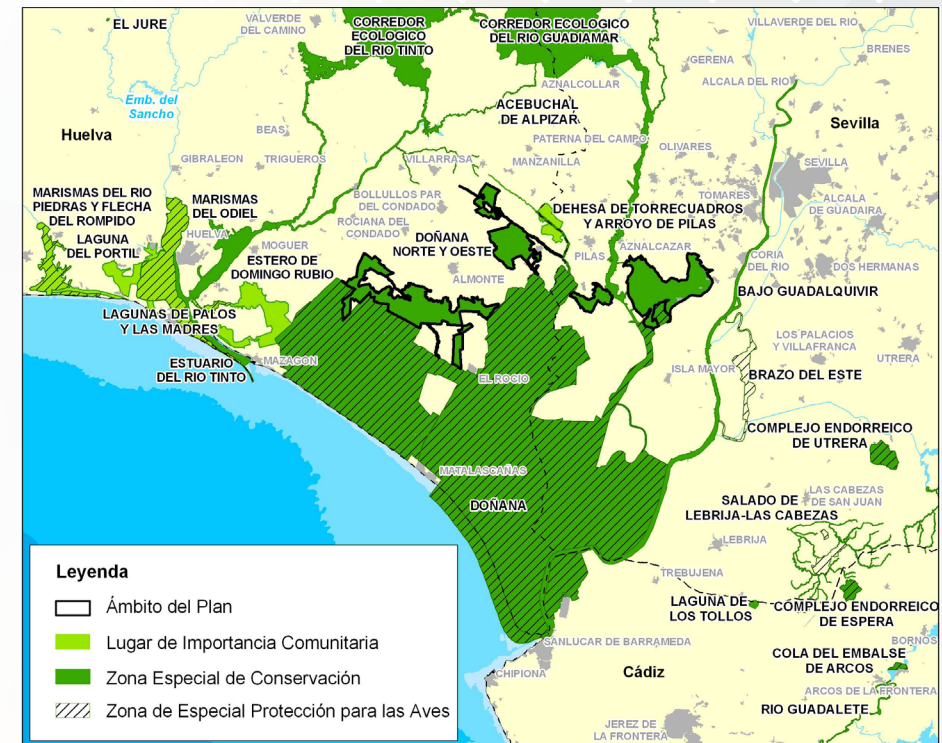 EL JURE
VALVERDE
DEL CAMINO
CORREDOR
ECOLOGICO
DEL RIO TINTO
CORREDOR ECOLOGICO
DEL RIO GUADIAMAR
VILLAVERDE DEL RIO
BRENES
GERENA
ALCALA DEL RIO
AZNALCOLLAR
Emb. del
Sancho
ACEBUCHAL
DE ALPIZAR
Huelva
BEAS
Sevilla
PATERNA DEL CAMPO
OLIVARES
GIBRALEON
TRIGUEROS
VILLARRASA
MANZANILLA
SEVILLA
MARISMAS DEL RIO
PIEDRAS Y FLECHA
DEL ROMPIDO
MARISMAS
DEL ODIEL
BOLLULLOS PAR
DEL CONDADO
TOMARES
ALCALA
DE GUADAIRA
DEHESA DE TORRECUADROS
Y ARROYO DE PILAS
ROCIANA DEL
CONDADO
HUELVA
LAGUNA
DEL PORTIL
MOGUER
DOÑANA
NORTE Y OESTE
AZNALCAZAR
PILAS
ESTERO DE
DOMINGO RUBIO
CORIA
DEL RIO
DOS HERMANAS
ALMONTE
BAJO GUADALQUIVIR
LAGUNAS DE PALOS
Y LAS MADRES
LOS PALACIOS
Y VILLAFRANCA
UTRERA
ESTUARIO
DEL RIO TINTO
MAZAGON
EL ROCIO
ISLA MAYOR
BRAZO DEL ESTE
COMPLEJO ENDORREICO
DE UTRERA
MATALASCAÑAS
DOÑANA
LAS CABEZAS
DE SAN JUAN
SALADO DE
LEBRIJA-LAS CABEZAS
LEBRIJA
TREBUJENA
LAGUNA DE
LOS TOLLOS
COMPLEJO ENDORREICO
DE ESPERA
SANLUCAR DE BARRAMEDA
BORNOS
COLA DEL EMBALSE
DE ARCOS
CHIPIONA
Cádiz
ARCOS DE LA FRONTERA
RIO GUADALETE
JEREZ DE
LA FRONTERA
Leyenda
Ámbito del Plan
Lugar de Importancia Comunitaria
Zona Especial de Conservación
Zona de Especial Protección para las Aves